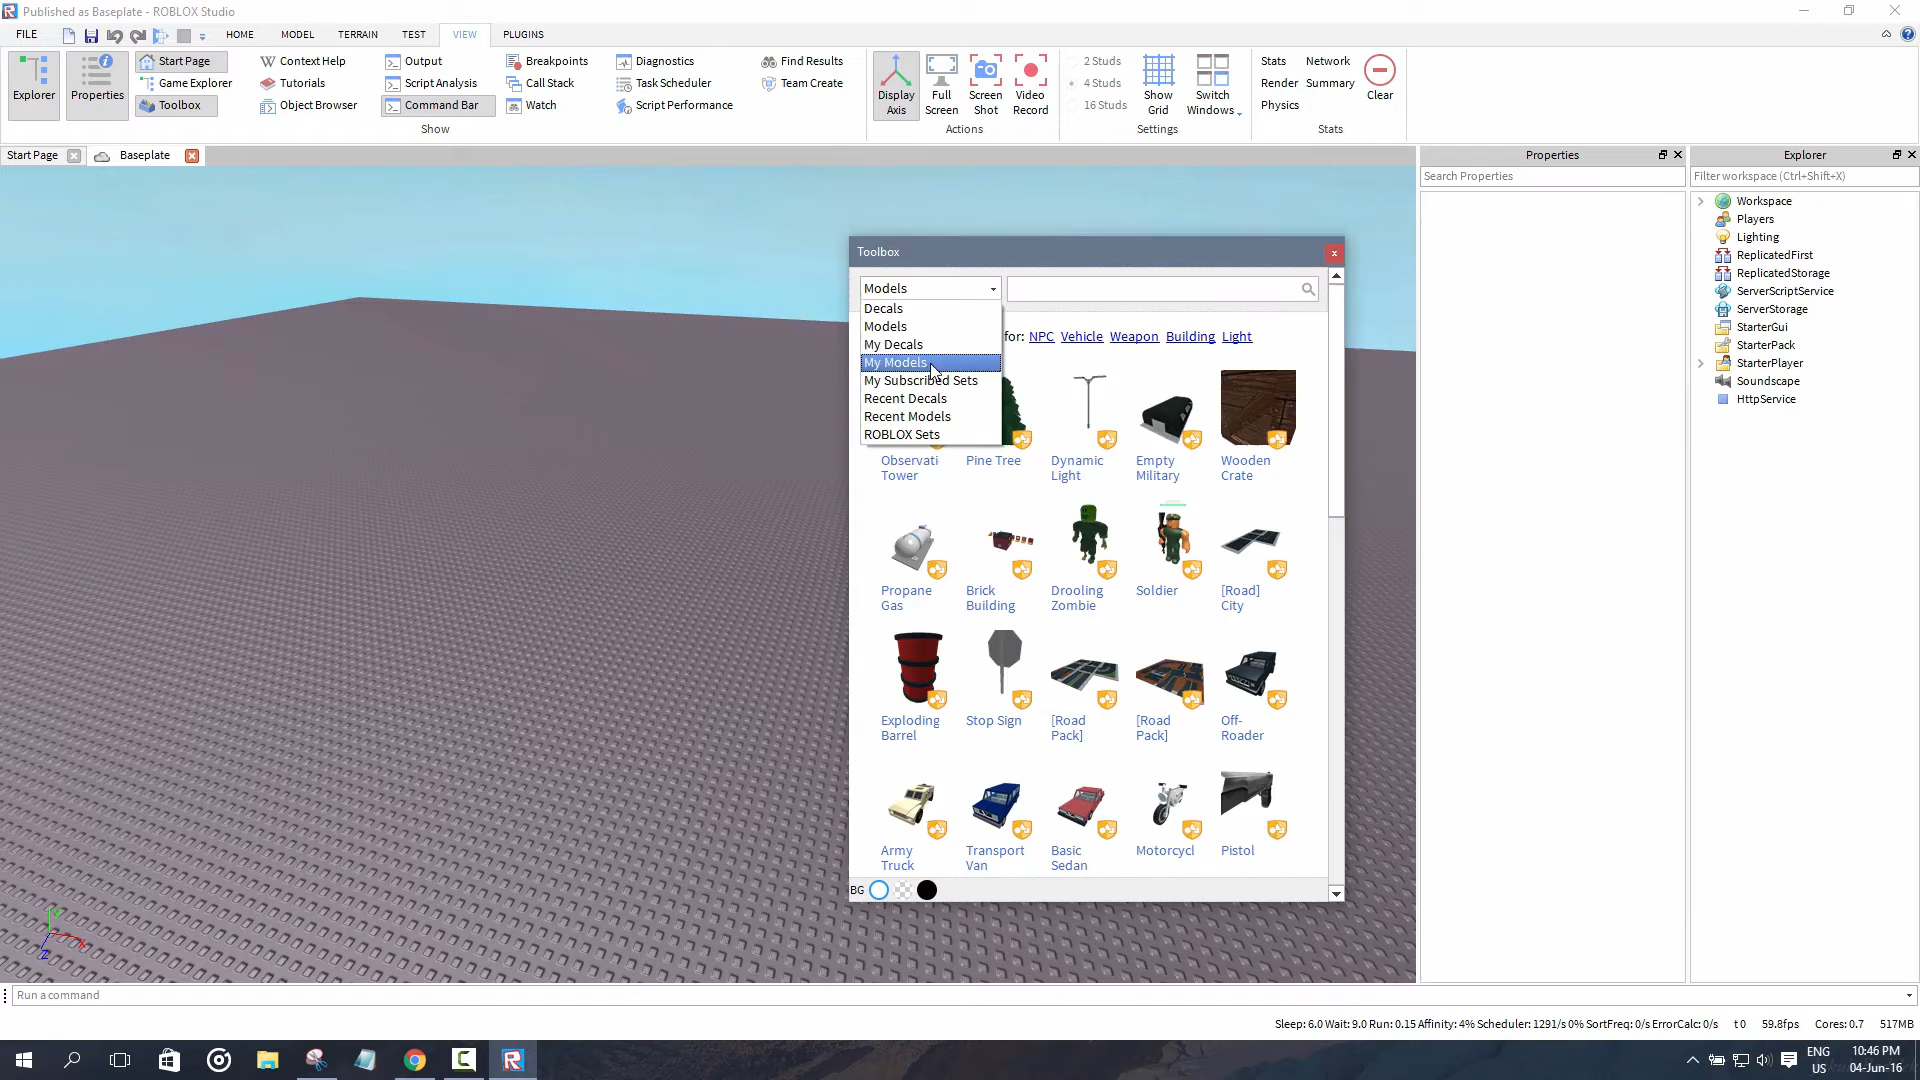 Published as Baseplate - ROBLOX Studio
FILE HOME MODEL TERRAIN TEST VIEW PLUGINS
Explorer
Properties
Start Page
Game Explorer
Toolbox
Context Help
Tutorials
Object Browser
Output
Script Analysis
Command Bar
Breakpoints
Call Stack
Watch
Diagnostics
Task Scheduler
Script Performance
Find Results
Team Create
Show
Display
Axis
Full
Screen
Screen
Shot
Video
Record
Actions
2 Studs
4 Studs
16 Studs
Show
Grid
Switch
Windows
Settings
Stats
Render
Physics
Network
Summary
Clear
Stats
Start Page
Baseplate
Toolbox
Models
Decals
Models
My Decals
My Models
My Subscribed Sets
Recent Decals
Recent Models
ROBLOX Sets
for: NPC Vehicle Weapon Building Light
Observati
Tower
Pine Tree
Dynamic
Light
Empty
Military
Wooden
Crate
Propane
Gas
Brick
Building
Drooling
Zombie
Soldier
[Road]
City
Exploding
Barrel
Stop Sign
[Road
Pack]
[Road
Pack]
Off-
Roader
Army
Truck
Transport
Van
Basic
Sedan
Motorcycl
Pistol
BG
Properties
Search Properties
Explorer
Filter workspace (Ctrl+Shift+X)
Workspace
Players
Lighting
ReplicatedFirst
ReplicatedStorage
ServerScriptService
ServerStorage
StarterGui
StarterPack
StarterPlayer
Soundscape
HttpService
X
Z
Run a command
Sleep: 6.0 Wait: 9.0 Run: 0.15 Affinity: 4% Scheduler: 1291/s 0% SortFreq: 0/s ErrorCalc: 0/s t 0 59.8fps Cores: 0.7 517MB
ENG
US
10:46 PM
04-Jun-16